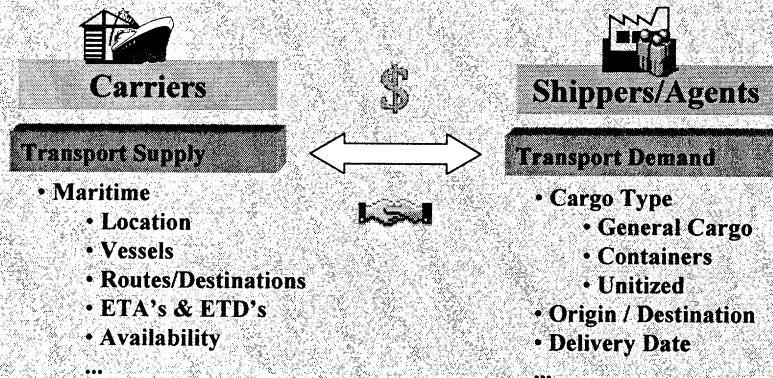 Carriers
Transport Supply
• Maritime
• Location
• Vessels
• Routes/Destinations
• ETA's & ETD's
• Availability
...
$
Shippers/Agents
Transport Demand
• Cargo Type
• General Cargo
• Containers
• Unitized
• Origin / Destination
• Delivery Date
...